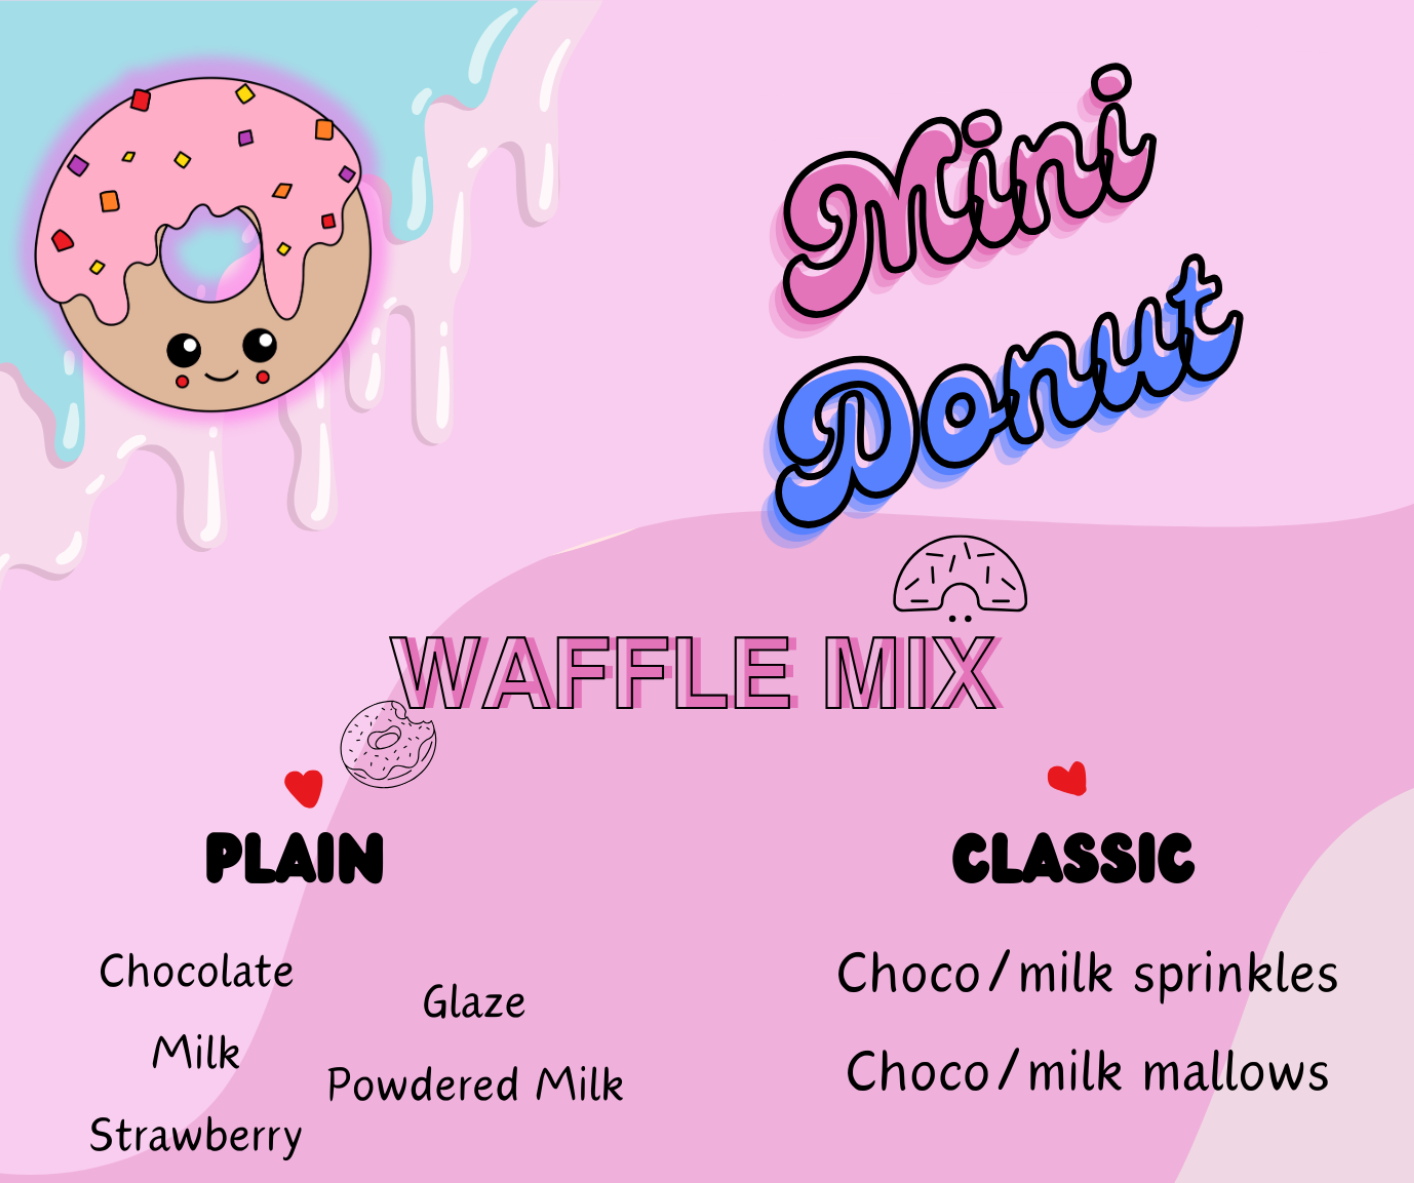 Mini
Donut
WAFFLE MIX
PLAIN
Chocolate
Milk
Strawberry
Glaze
Powdered Milk
CLASSIC
Choco/milk sprinkles
Choco/milk mallows